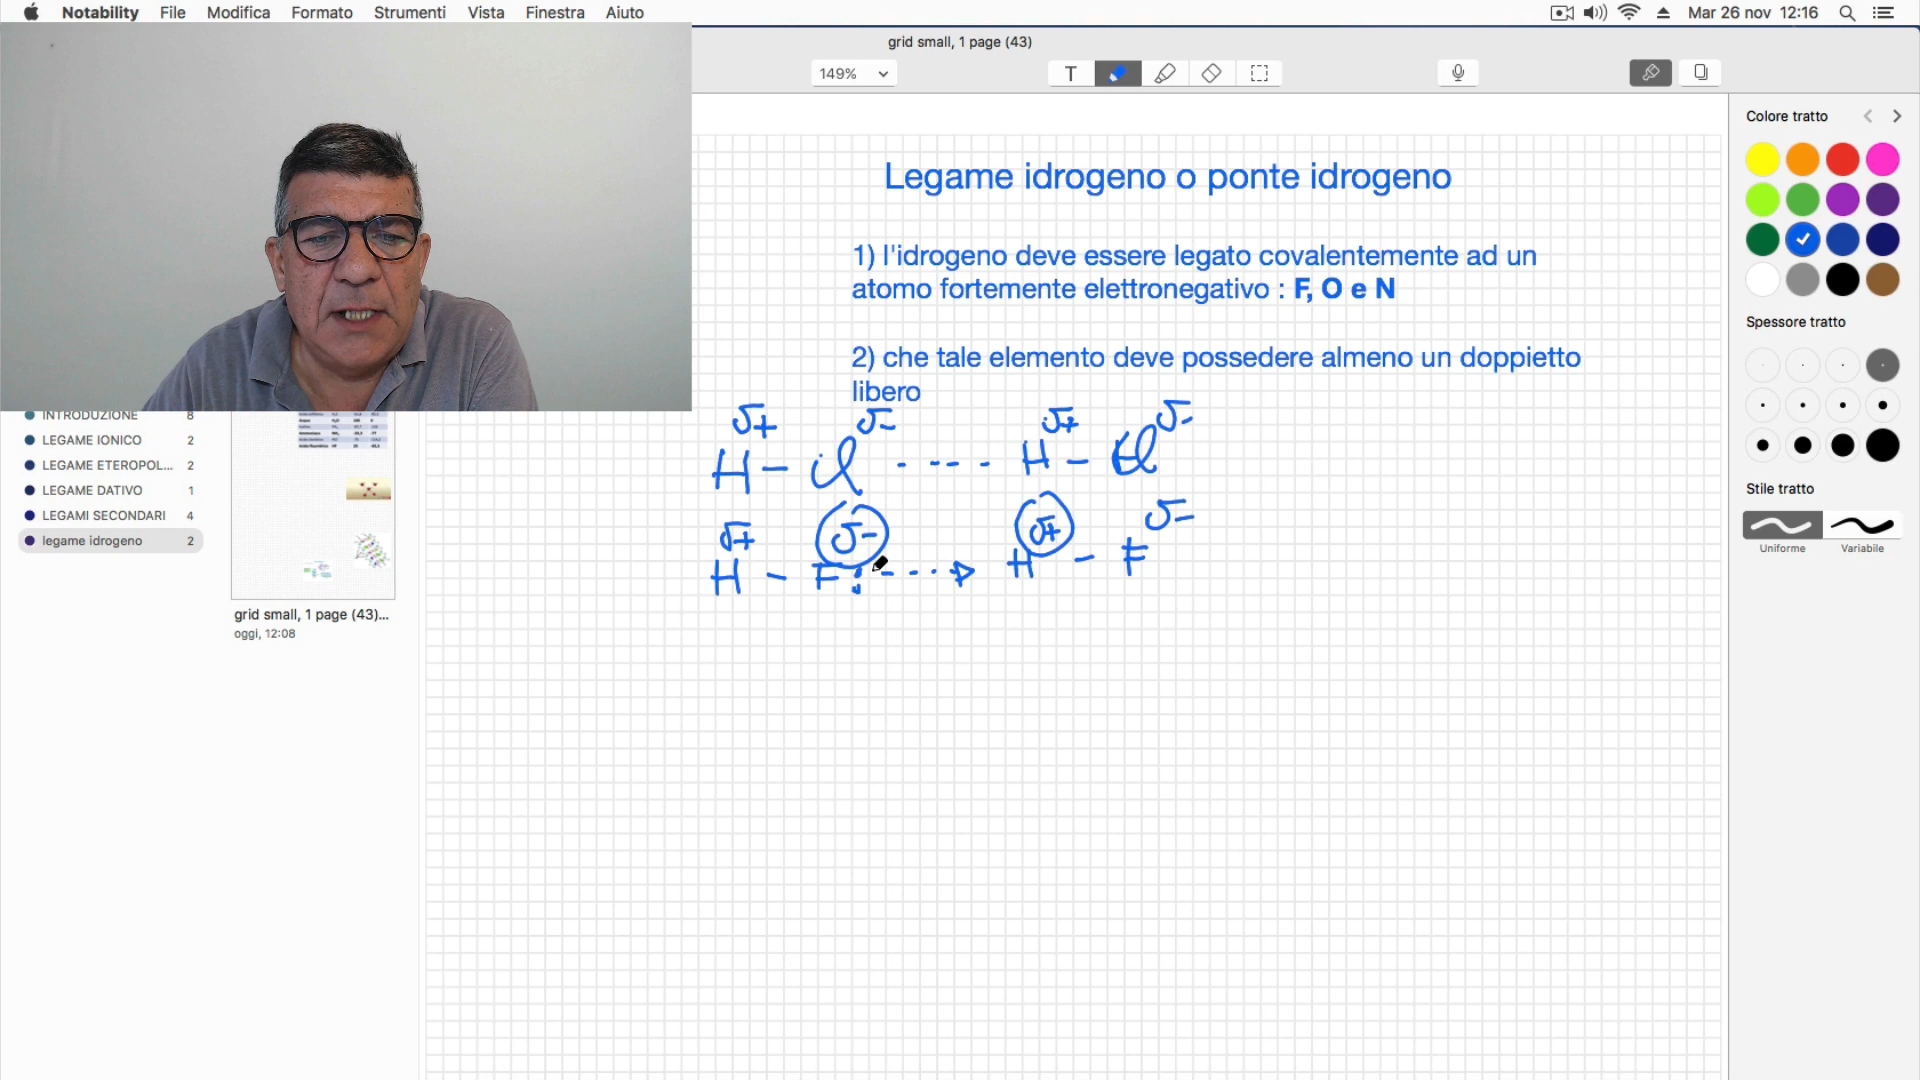 Notability File Modifica Formato Strumenti Vista Finestra Aiuto Mar 26 nov 12:16
grid small, 1 page (43)
149% T
Colore tratto
Legame idrogeno o ponte idrogeno
1) l'idrogeno deve essere legato covalentemente ad un
atomo fortemente elettronegativo : F, O e N
2) che tale elemento deve possedere almeno un doppietto
libero
δ+ δ- δ+ δ-
H - Cl ---- H - Cl
δ+ δ- δ+ δ-
H - F: ---> H - F
Spessore tratto
Stile tratto
Uniforme Variabile
INTRODUZIONE 8
LEGAME IONICO 2
LEGAME ETEROPOL... 2
LEGAME DATIVO 1
LEGAMI SECONDARI 4
legame idrogeno 2
grid small, 1 page (43)...
oggi, 12:08